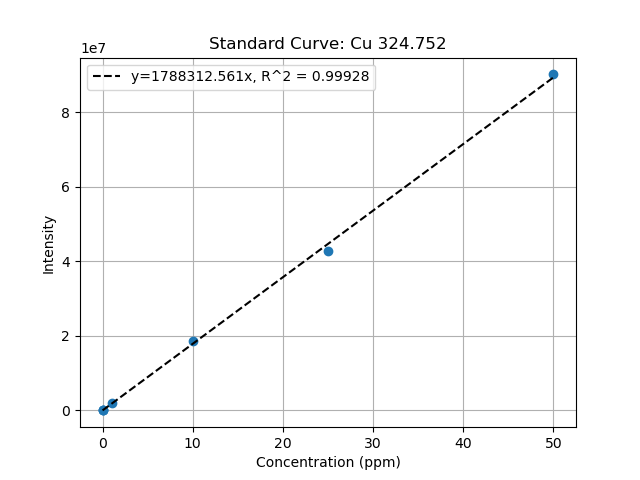 Standard Curve: Cu 324.752
1e7
y=1788312.561x, R^2 = 0.99928
8
6
4
2
0
Intensity
0 10 20 30 40 50
Concentration (ppm)